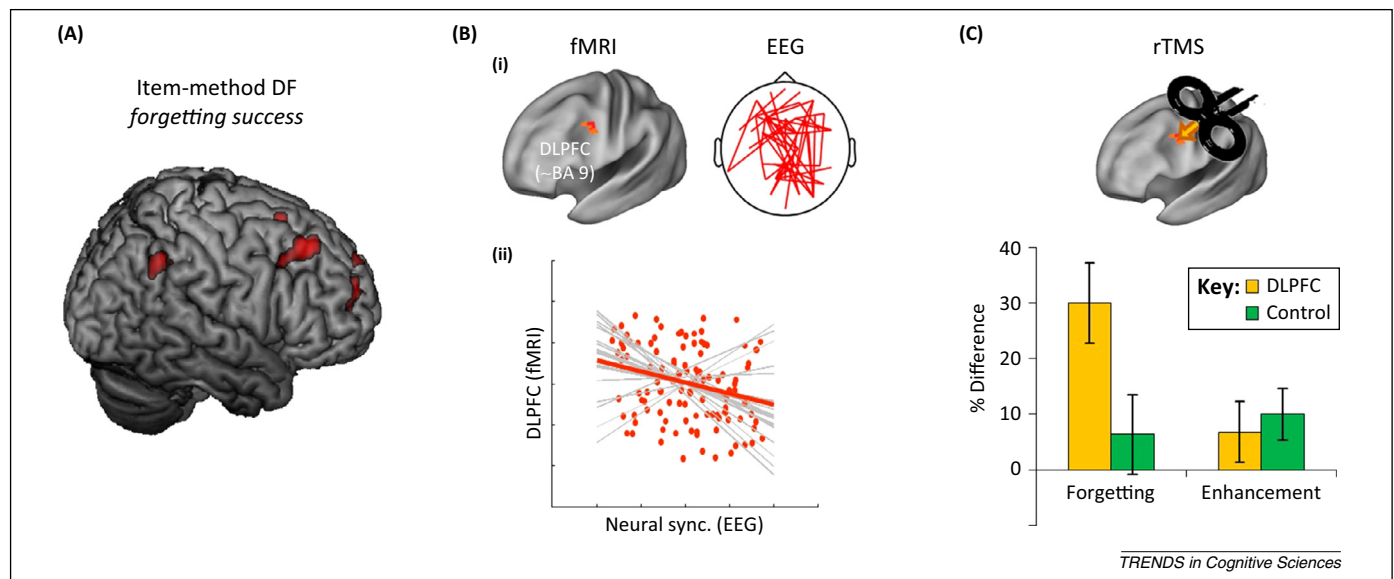 (A)
Item-method DF
forgetting success
(B)
fMRI
EEG
(i)
DLPFC
(~BA 9)
(ii)
DLPFC (fMRI)
Neural sync. (EEG)
(C)
rTMS
% Difference
40
30
20
10
0
Key: DLPFC
Control
Forgetting
Enhancement
TRENDS in Cognitive Sciences